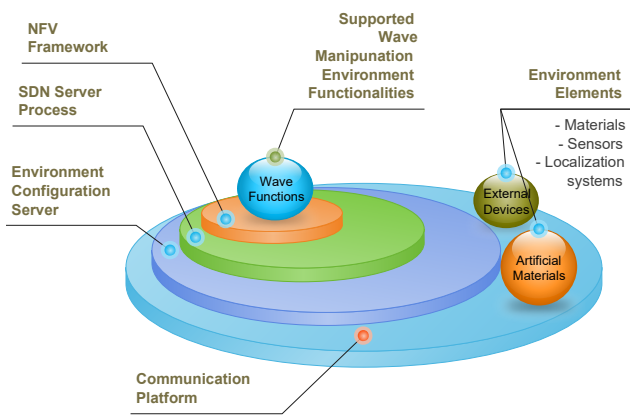 NFV
Framework
SDN Server
Process
Environment
Configuration
Server
Supported
Wave
Manipunation
Environment
Functionalities
Environment
Elements
- Materials
- Sensors
- Localization
systems
Wave
Functions
External
Devices
Artificial
Materials
Communication
Platform